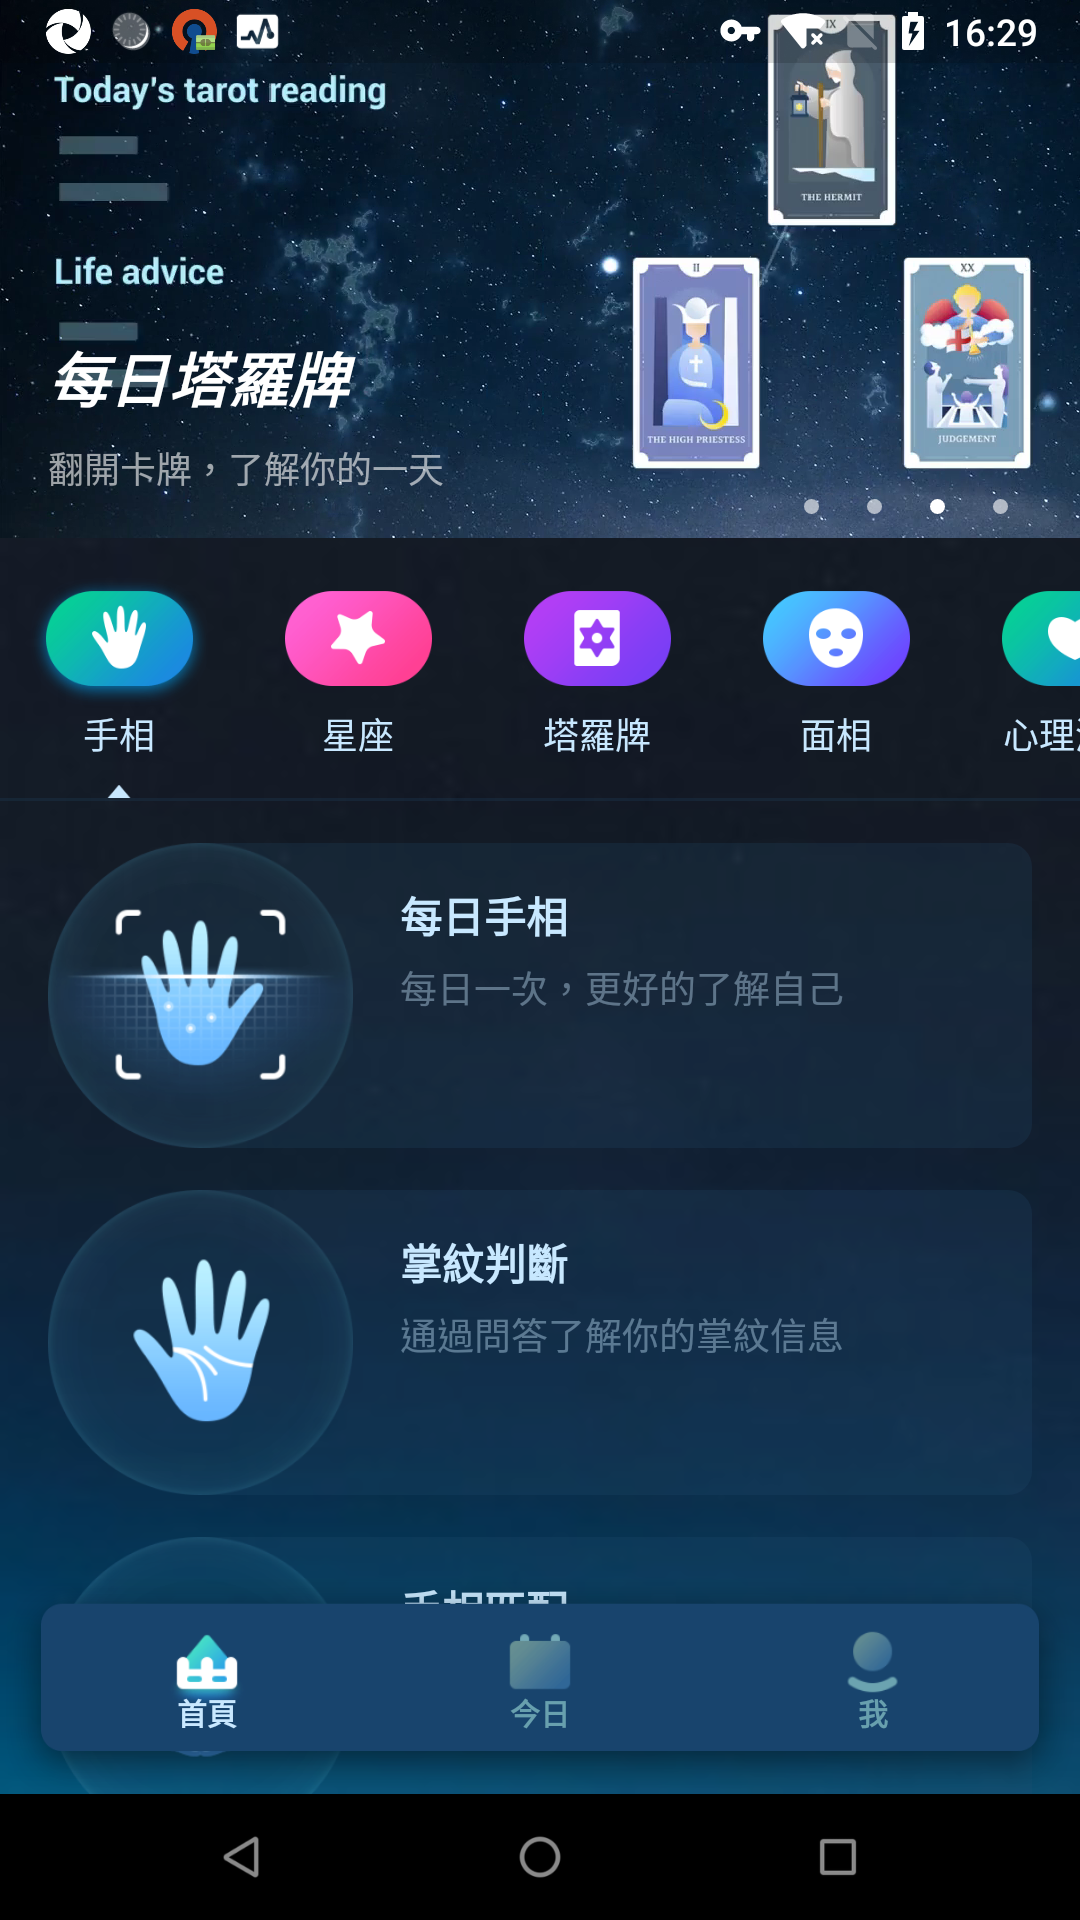 16:29
Today's tarot reading
IX
THE HERMIT
Life advice
II
THE HIGH PRIESTESS
XX
JUDGEMENT
每日塔羅牌
翻開卡牌，了解你的一天
手相
星座
塔羅牌
面相
心理
每日手相
每日一次，更好的了解自己
掌紋判斷
通過問答了解你的掌紋信息
手相匹配
首頁
今日
我